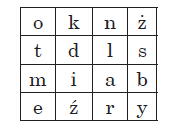 o k n ż
t d l s
m i a b
e ź r y